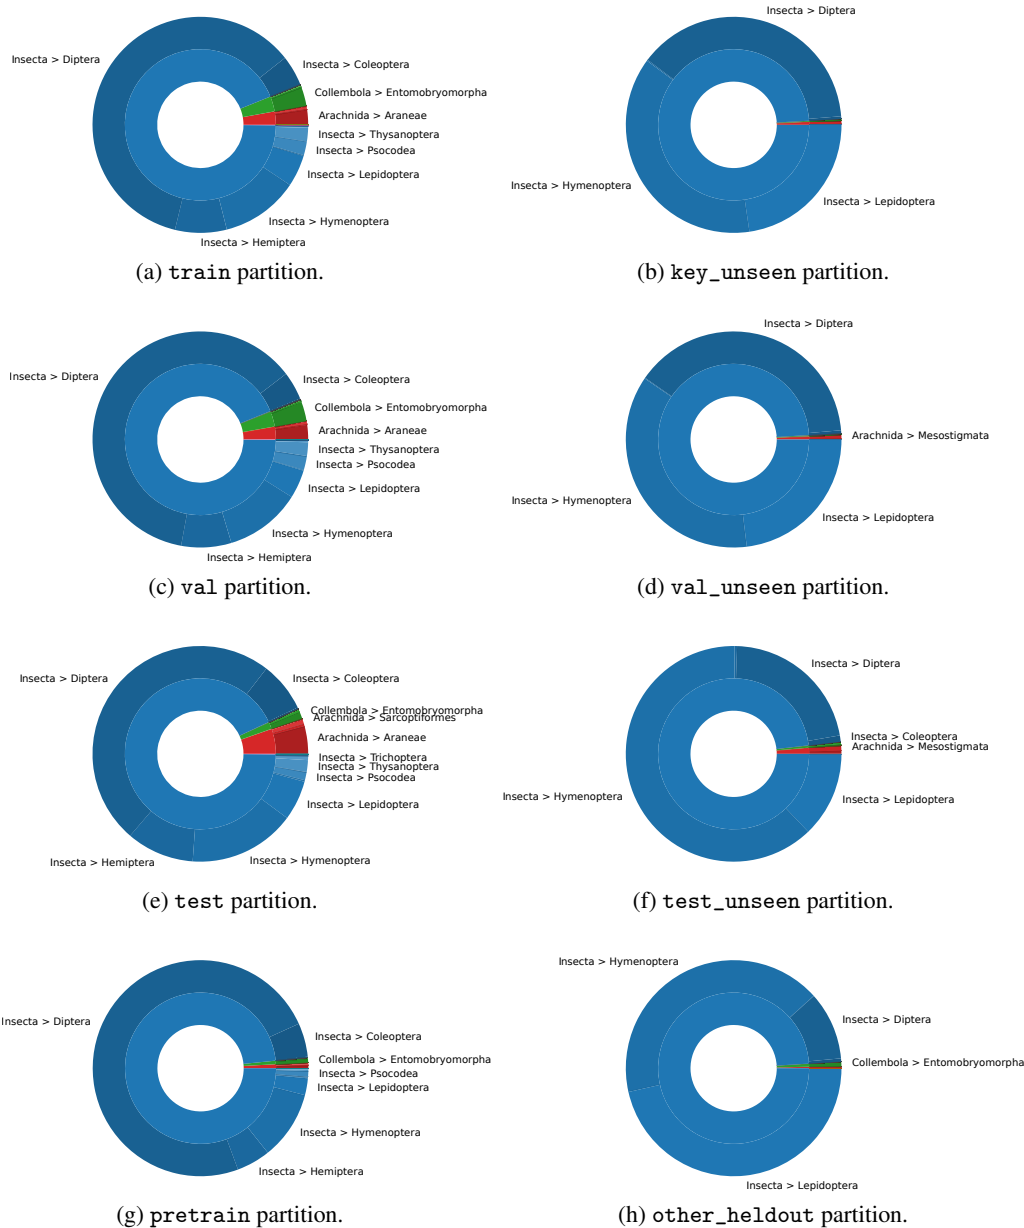 Insecta > Diptera
Insecta > Coleoptera
Collembola > Entomobryomorpha
Arachnida > Araneae
Insecta > Thysanoptera
Insecta > Psocodea
Insecta > Lepidoptera
Insecta > Hymenoptera
Insecta > Hemiptera
(a) train partition.
Insecta > Diptera
Insecta > Hymenoptera
Insecta > Lepidoptera
(b) key_unseen partition.
Insecta > Diptera
Insecta > Coleoptera
Collembola > Entomobryomorpha
Arachnida > Araneae
Insecta > Thysanoptera
Insecta > Psocodea
Insecta > Lepidoptera
Insecta > Hymenoptera
Insecta > Hemiptera
(c) val partition.
Insecta > Diptera
Arachnida > Mesostigmata
Insecta > Hymenoptera
Insecta > Lepidoptera
(d) val_unseen partition.
Insecta > Diptera
Insecta > Coleoptera
Collembola > Entomobryomorpha
Arachnida > Sarcoptiformes
Arachnida > Araneae
Insecta > Trichoptera
Insecta > Thysanoptera
Insecta > Psocodea
Insecta > Lepidoptera
Insecta > Hemiptera
Insecta > Hymenoptera
(e) test partition.
Insecta > Diptera
Insecta > Coleoptera
Arachnida > Mesostigmata
Insecta > Hymenoptera
Insecta > Lepidoptera
(f) test_unseen partition.
Insecta > Diptera
Insecta > Coleoptera
Collembola > Entomobryomorpha
Insecta > Psocodea
Insecta > Lepidoptera
Insecta > Hymenoptera
Insecta > Hemiptera
(g) pretrain partition.
Insecta > Hymenoptera
Insecta > Diptera
Collembola > Entomobryomorpha
Insecta > Lepidoptera
(h) other_heldout partition.